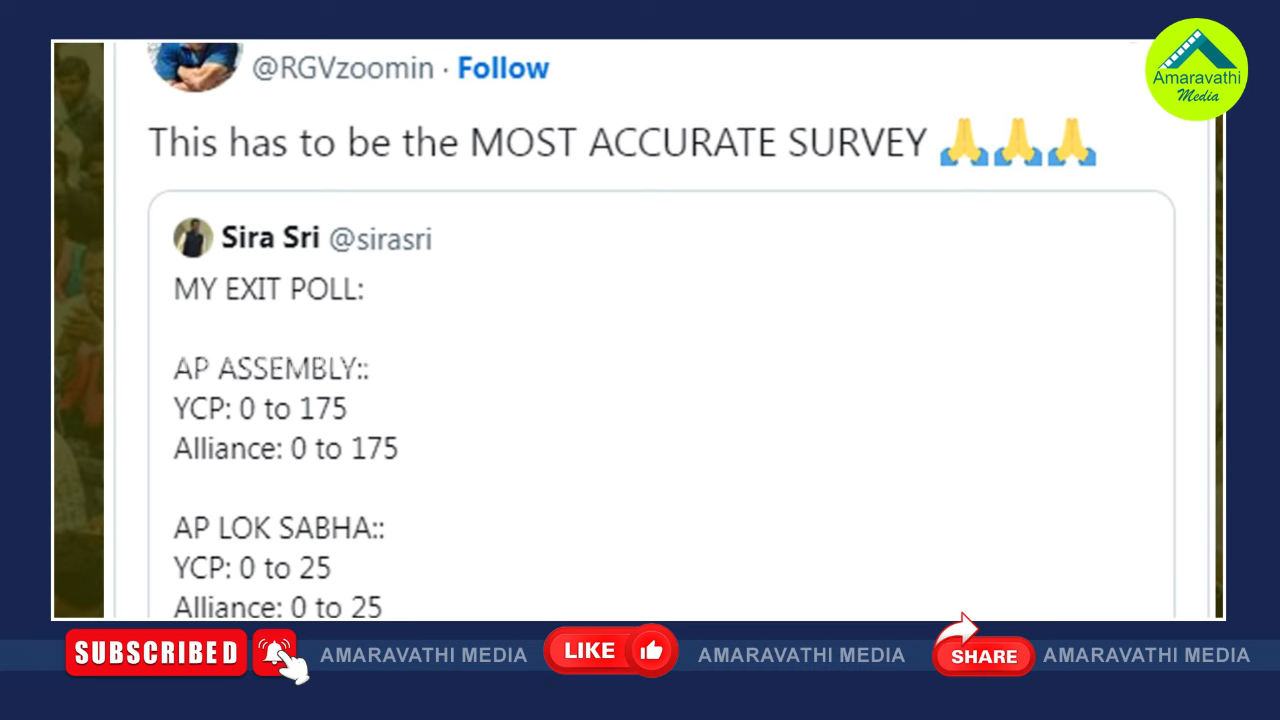 @RGVzoomin · Follow
Amaravathi
Media
This has to be the MOST ACCURATE SURVEY 🙏🙏🙏
Sira Sri @sirasri
MY EXIT POLL:
AP ASSEMBLY::
YCP: 0 to 175
Alliance: 0 to 175
AP LOK SABHA::
YCP: 0 to 25
Alliance: 0 to 25
SUBSCRIBED AMARAVATHI MEDIA LIKE AMARAVATHI MEDIA SHARE AMARAVATHI MEDIA